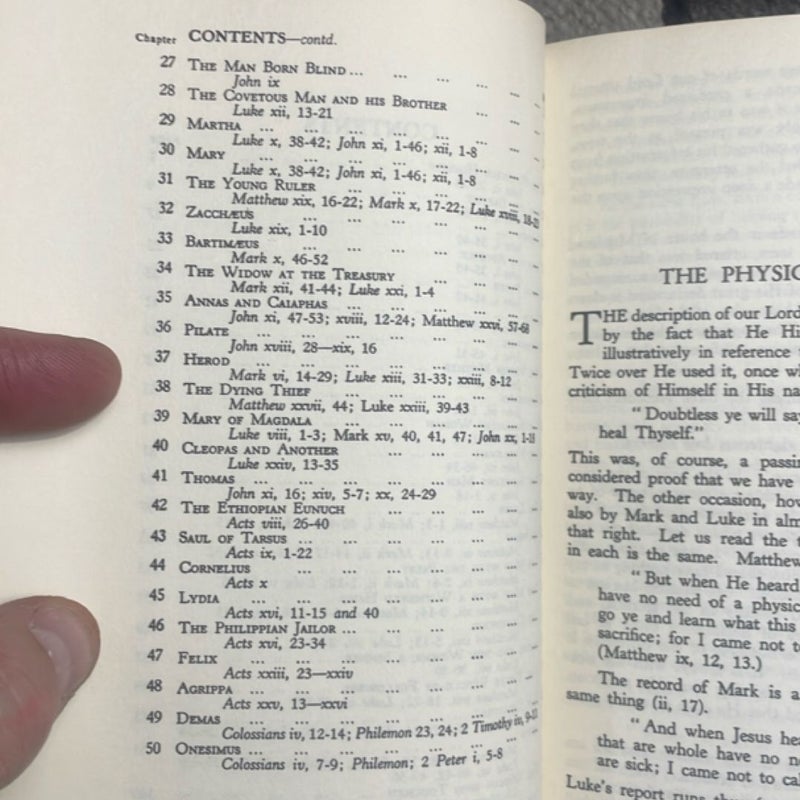 Chapter CONTENTS—contd.
27 THE MAN BORN BLIND ... ... ... ... ...
John ix
28 THE COVETOUS MAN AND HIS BROTHER ... ...
Luke xii, 13-21
29 MARTHA ... ... ... ... ... ...
Luke x, 38-42; John xi, 1-46; xii, 1-8
30 MARY ... ... ... ... ... ...
Luke x, 38-42; John xi, 1-46; xii, 1-8
31 THE YOUNG RULER ... ... ... ... ...
Matthew xix, 16-22; Mark x, 17-22; Luke xviii, 18-23
32 ZACCHÆUS ... ... ... ... ...
Luke xix, 1-10
33 BARTIMÆUS ... ... ... ... ...
Mark x, 46-52
34 THE WIDOW AT THE TREASURY ... ... ...
Mark xii, 41-44; Luke xxi, 1-4
35 ANNAS AND CAIAPHAS ... ... ... ... ...
John xi, 47-53; xviii, 12-24; Matthew xxvi, 57-68
36 PILATE ... ... ... ... ... ...
John xviii, 28—xix, 16
37 HEROD ... ... ... ... ... ...
Mark vi, 14-29; Luke xiii, 31-33; xxiii, 8-12
38 THE DYING THIEF ... ... ... ... ...
Matthew xxvii, 44; Luke xxiii, 39-43
39 MARY OF MAGDALA ... ... ... ... ...
Luke viii, 1-3; Mark xv, 40, 41, 47; John xx, 1-18
40 CLEOPAS AND ANOTHER ... ... ... ...
Luke xxiv, 13-35
41 THOMAS ... ... ... ... ... ...
John xi, 16; xiv, 5-7; xx, 24-29
42 THE ETHIOPIAN EUNUCH ... ... ... ...
Acts viii, 26-40
43 SAUL OF TARSUS ... ... ... ... ...
Acts ix, 1-22
44 CORNELIUS ... ... ... ... ...
Acts x
45 LYDIA ... ... ... ... ... ...
Acts xvi, 11-15 and 40
46 THE PHILIPPIAN JAILOR ... ... ... ... ...
Acts xvi, 23-34
47 FELIX ... ... ... ... ... ...
Acts xxiii, 23—xxiv
48 AGRIPPA ... ... ... ... ... ...
Acts xxv, 13—xxvi
49 DEMAS ... ... ... ... ... ...
Colossians iv, 12-14; Philemon 23, 24; 2 Timothy iv,
50 ONESIMUS ... ... ... ... ... ...
Colossians iv, 7-9; Philemon; 2 Peter i, 5-8
THE PHYSIC
THE description of our Lord
by the fact that He Hi
illustratively in reference
Twice over He used it, once w
criticism of Himself in His na
"Doubtless ye will say
heal Thyself."
This was, of course, a passi
considered proof that we have
way. The other occasion, ho
also by Mark and Luke in alm
that right. Let us read the
in each is the same. Matthew
"But when He heard
have no need of a physic
go ye and learn what this
sacrifice; for I came not t
(Matthew ix, 12, 13.)
The record of Mark is a
same thing (ii, 17).
"And when Jesus hea
that are whole have no n
are sick; I came not to ca
Luke's report runs